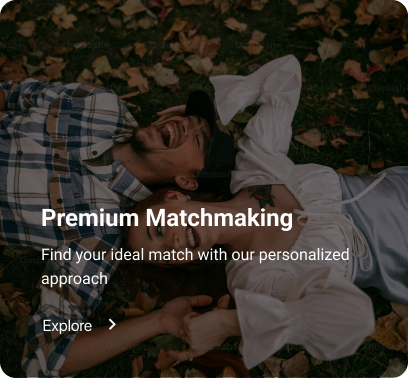 Premium Matchmaking
Find your ideal match with our personalized
approach
Explore